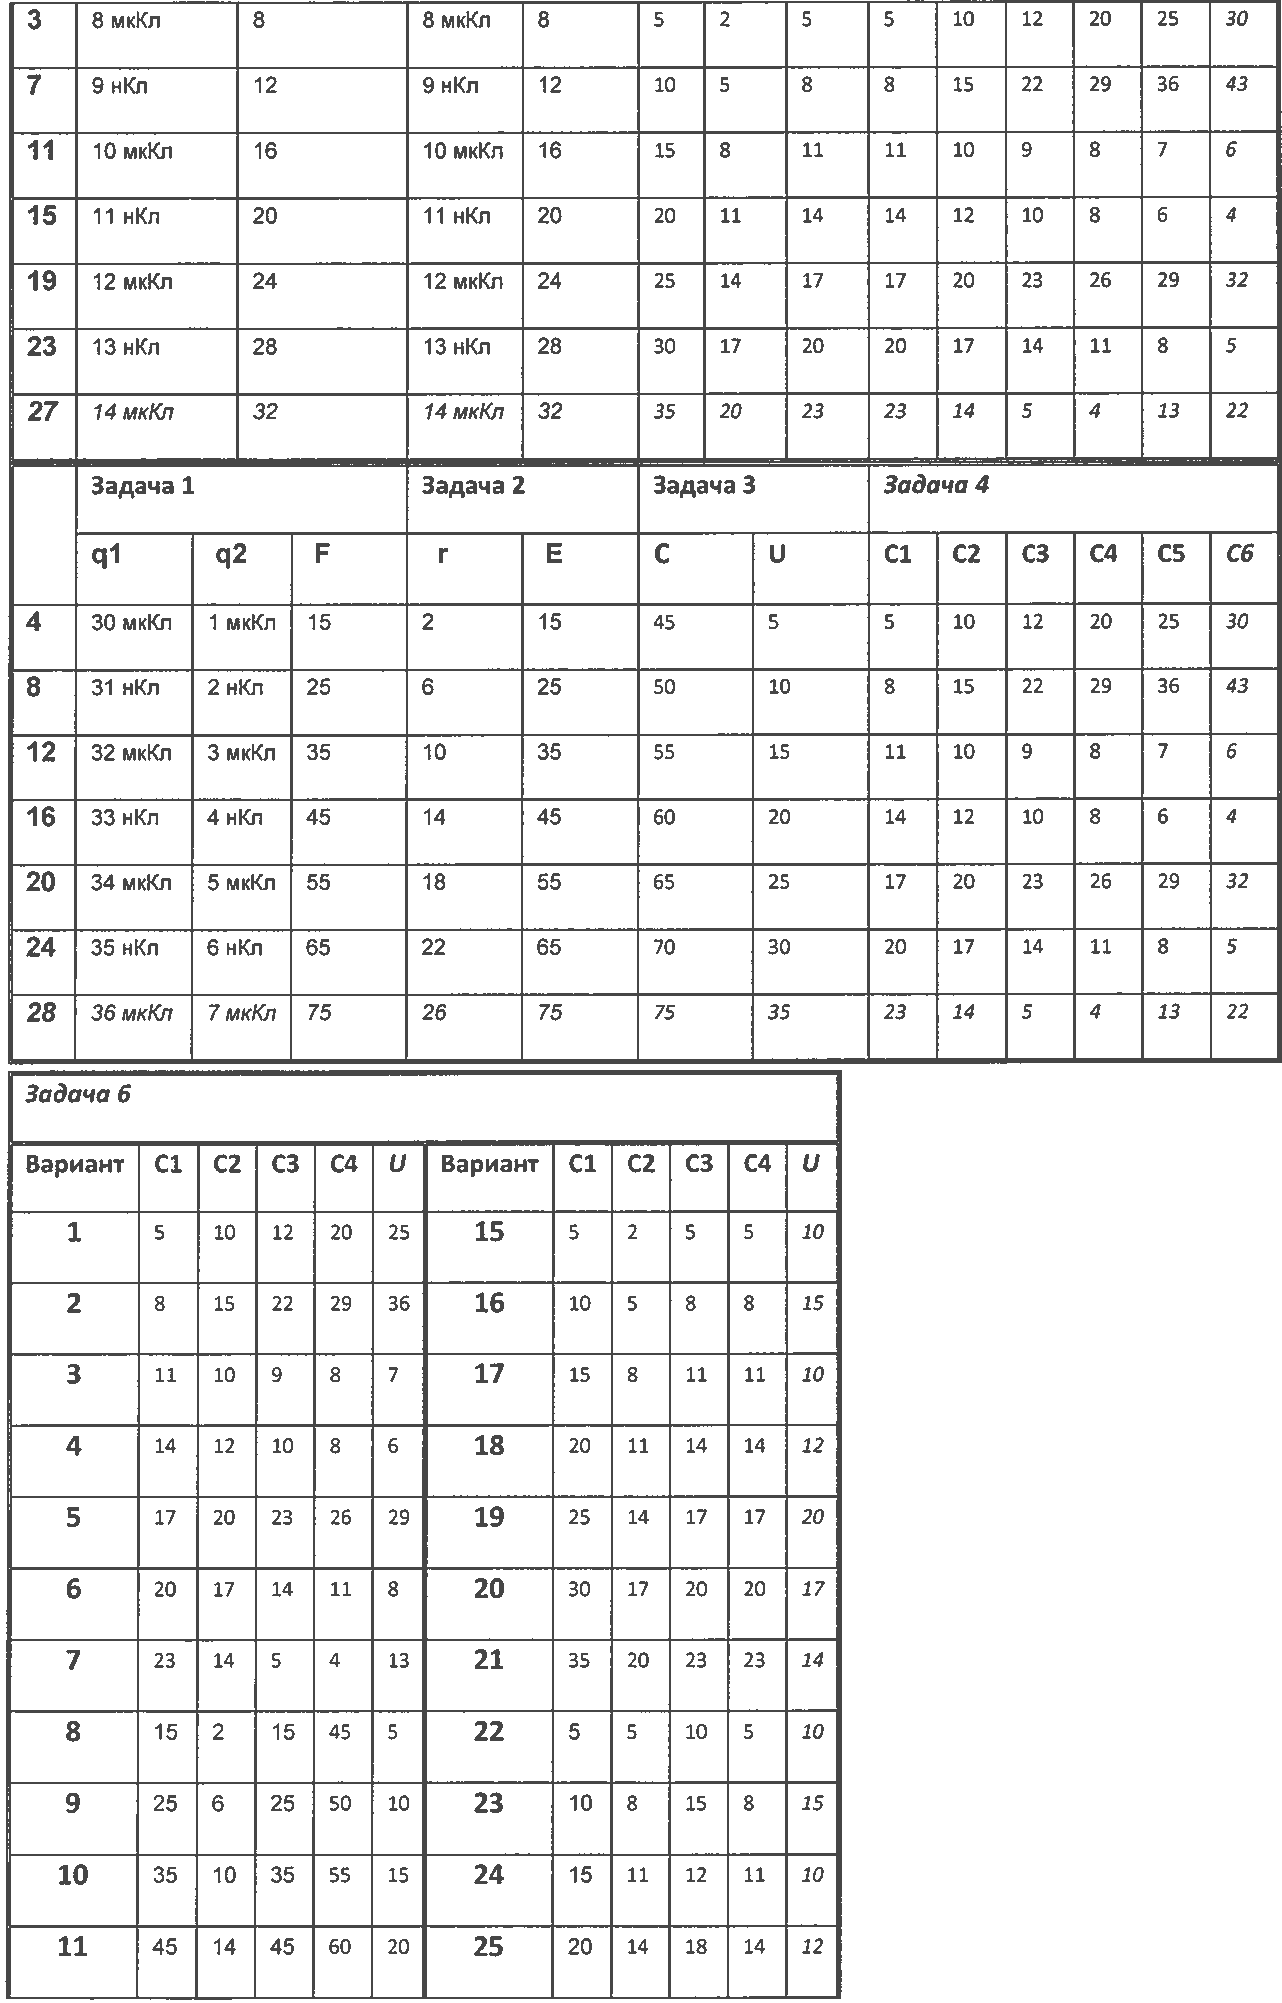 3 8 мкКл 8 8 мкКл 8 5 2 5 5 10 12 20 25 30
7 9 нКл 12 9 нКл 12 10 5 8 8 15 22 29 36 43
11 10 мкКл 16 10 мкКл 16 15 8 11 11 10 9 8 7 6
15 11 нКл 20 11 нКл 20 20 11 14 14 12 10 8 6 4
19 12 мкКл 24 12 мкКл 24 25 14 17 17 20 23 26 29 32
23 13 нКл 28 13 нКл 28 30 17 20 20 17 14 11 8 5
27 14 мкКл 32 14 мкКл 32 35 20 23 23 14 5 4 13 22
Задача 1 Задача 2 Задача 3 Задача 4
q1 q2 F r E C U C1 C2 C3 C4 C5 C6
4 30 мкКл 1 мкКл 15 2 15 45 5 5 10 12 20 25 30
8 31 нКл 2 нКл 25 6 25 50 10 8 15 22 29 36 43
12 32 мкКл 3 мкКл 35 10 35 55 15 11 10 9 8 7 6
16 33 нКл 4 нКл 45 14 45 60 20 14 12 10 8 6 4
20 34 мкКл 5 мкКл 55 18 55 65 25 17 20 23 26 29 32
24 35 нКл 6 нКл 65 22 65 70 30 20 17 14 11 8 5
28 36 мкКл 7 мкКл 75 26 75 75 35 23 14 5 4 13 22
Задача 6
Вариант C1 C2 C3 C4 U Вариант C1 C2 C3 C4 U
1 5 10 12 20 25 15 5 2 5 5 10
2 8 15 22 29 36 16 10 5 8 8 15
3 11 10 9 8 7 17 15 8 11 11 10
4 14 12 10 8 6 18 20 11 14 14 12
5 17 20 23 26 29 19 25 14 17 17 20
6 20 17 14 11 8 20 30 17 20 20 17
7 23 14 5 4 13 21 35 20 23 23 14
8 15 2 15 45 5 22 5 5 10 5 10
9 25 6 25 50 10 23 10 8 15 8 15
10 35 10 35 55 15 24 15 11 12 11 10
11 45 14 45 60 20 25 20 14 18 14 12